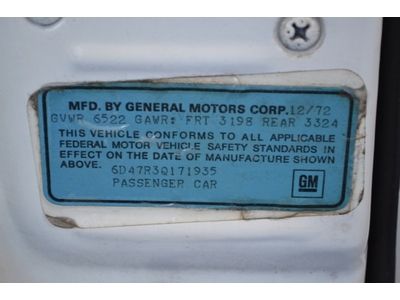 MFD. BY GENERAL MOTORS CORP. 12/72
GVWR 6522 GAWR: FRT 3198 REAR 3324
THIS VEHICLE CONFORMS TO ALL APPLICABLE
FEDERAL MOTOR VEHICLE SAFETY STANDARDS IN
EFFECT ON THE DATE OF MANUFACTURE SHOWN
ABOVE. 6D47R3Q171935
PASSENGER CAR
GM